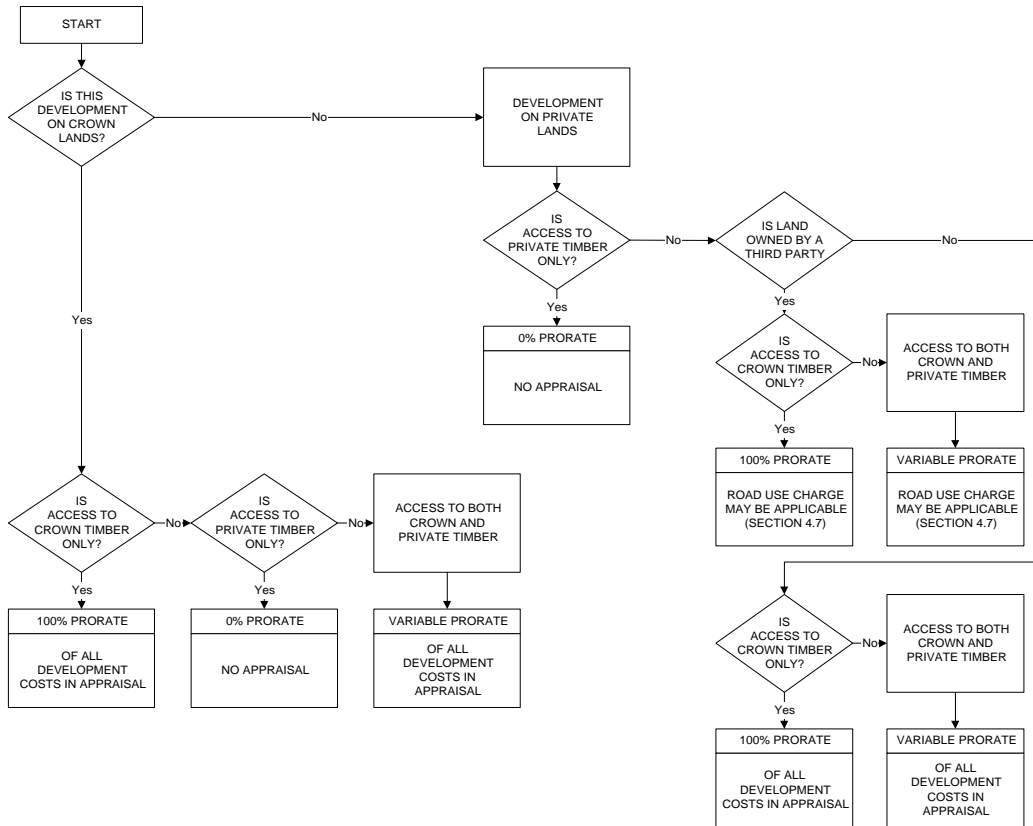 START
IS THIS
DEVELOPMENT
ON CROWN
LANDS?
No
DEVELOPMENT
ON PRIVATE
LANDS
IS
ACCESS TO
PRIVATE TIMBER
ONLY?
No
IS LAND
OWNED BY A
THIRD PARTY
No
Yes
Yes
Yes
0% PRORATE
NO APPRAISAL
IS
ACCESS TO
CROWN TIMBER
ONLY?
No
ACCESS TO BOTH
CROWN AND
PRIVATE TIMBER
Yes
100% PRORATE
ROAD USE CHARGE
MAY BE APPLICABLE
(SECTION 4.7)
VARIABLE PRORATE
ROAD USE CHARGE
MAY BE APPLICABLE
(SECTION 4.7)
IS
ACCESS TO
CROWN TIMBER
ONLY?
No
IS
ACCESS TO
PRIVATE TIMBER
ONLY?
No
ACCESS TO BOTH
CROWN AND
PRIVATE TIMBER
Yes
Yes
100% PRORATE
OF ALL
DEVELOPMENT
COSTS IN APPRAISAL
0% PRORATE
NO APPRAISAL
VARIABLE PRORATE
OF ALL
DEVELOPMENT
COSTS IN
APPRAISAL
IS
ACCESS TO
CROWN TIMBER
ONLY?
No
ACCESS TO BOTH
CROWN AND
PRIVATE TIMBER
Yes
100% PRORATE
OF ALL
DEVELOPMENT
COSTS IN APPRAISAL
VARIABLE PRORATE
OF ALL
DEVELOPMENT
COSTS IN
APPRAISAL